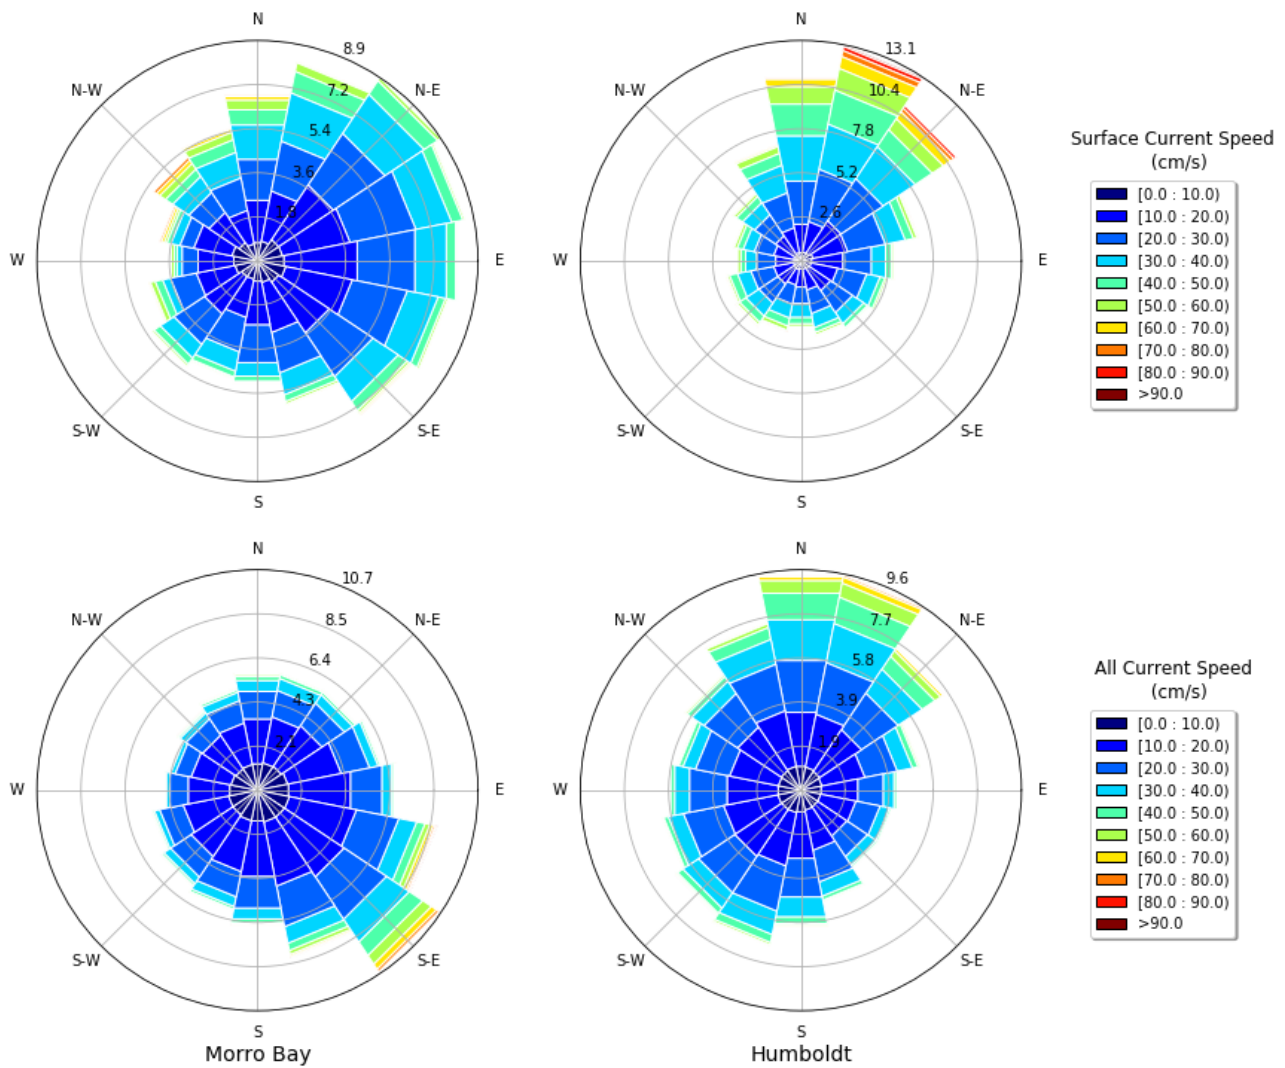 N
8.9
N-W
7.2
N-E
5.4
3.6
1.8
W
E
S-W
S-E
S
N
13.1
N-W
10.4
N-E
7.8
5.2
2.6
W
E
S-W
S-E
S
Surface Current Speed
(cm/s)
[0.0 : 10.0)
[10.0 : 20.0)
[20.0 : 30.0)
[30.0 : 40.0)
[40.0 : 50.0)
[50.0 : 60.0)
[60.0 : 70.0)
[70.0 : 80.0)
[80.0 : 90.0)
>90.0
N
10.7
N-W
8.5
N-E
6.4
4.3
2.1
W
E
S-W
S-E
S
Morro Bay
N
9.6
N-W
7.7
N-E
5.8
3.9
1.9
W
E
S-W
S-E
S
Humboldt
All Current Speed
(cm/s)
[0.0 : 10.0)
[10.0 : 20.0)
[20.0 : 30.0)
[30.0 : 40.0)
[40.0 : 50.0)
[50.0 : 60.0)
[60.0 : 70.0)
[70.0 : 80.0)
[80.0 : 90.0)
>90.0